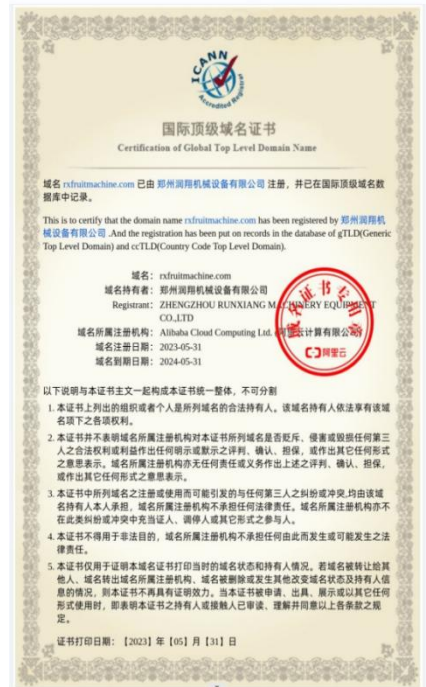 ICANN
Accredited Registrar
国际顶级域名证书
Certification of Global Top Level Domain Name
域名 rxfruitmachine.com 已由 郑州润翔机械设备有限公司 注册，并已在国际顶级域名数
据库中记录。
This is to certify that the domain name rxfruitmachine.com has been registered by 郑州润翔机
械设备有限公司 .And the registration has been put on records in the database of gTLD(Generic
Top Level Domain) and ccTLD(Country Code Top Level Domain).
域名： rxfruitmachine.com
域名持有者： 郑州润翔机械设备有限公司
Registrant： ZHENGZHOU RUNXIANG MACHINERY EQUIPMENT
CO.,LTD
域名所属注册机构： Alibaba Cloud Computing Ltd. (阿里云计算有限公司)
域名注册日期： 2023-05-31
域名到期日期： 2024-05-31
域名证书专用章
阿里云
以下说明与本证书主文一起构成本证书统一整体，不可分割
1. 本证书上列出的组织或者个人是所列域名的合法持有人。该域名持有人依法享有该域
名项下之各项权利。
2. 本证书并不表明域名所属注册机构对本证书所列域名是否贬斥、侵害或毁损任何第三
人之合法权利或利益作出任何明示或默示之评判、确认、担保，或作出其它任何形式
之意思表示。域名所属注册机构亦无任何责任或义务作出上述之评判、确认、担保，
或作出其它任何形式之意思表示。
3. 本证书中所列域名之注册或使用而可能引发的与任何第三人之纠纷或冲突,均由该域
名持有人本人承担，域名所属注册机构不承担任何法律责任。域名所属注册机构亦不
在此类纠纷或冲突中充当证人、调停人或其它形式之参与人。
4. 本证书不得用于非法目的，域名所属注册机构不承担任何由此而发生或可能发生之法
律责任。
5. 本证书仅用于证明本域名证书打印当时的域名状态和持有人情况。若域名被转让给其
他人、域名转出域名所属注册机构、域名被删除或发生其他改变域名状态及持有人信
息的情况，则本证书不再具有证明效力。当本证书被申请、出具、展示或以其它任何
形式使用时，即表明本证书之持有人或接触人已审读、理解并同意以上各条款之规
定。
证书打印日期：【2023】年【05】月【31】日